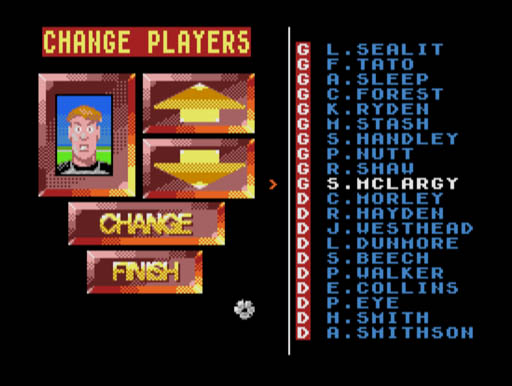 CHANGE PLAYERS
CHANGE
FINISH
G L.SEALIT
G F.TATO
G A.SLEEP
G C.FOREST
G K.RYDEN
G H.STASH
G S.HANDLEY
G P.NUTT
G R.SHAW
> G S.MCLARGY
D C.MORLEY
D R.HAYDEN
D J.WESTHEAD
D L.DUNMORE
D S.BEECH
D P.WALKER
D E.COLLINS
D P.EYE
D H.SMITH
D A.SMITHSON